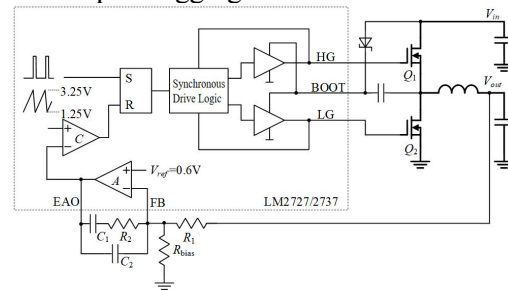 V_in
HG
Q_1
3.25V
1.25V
S
R
Synchronous
Drive Logic
BOOT
V_out
LG
C
Q_2
A
V_ref=0.6V
EAO
FB
LM2727/2737
C_1
R_2
R_1
R_bias
C_2